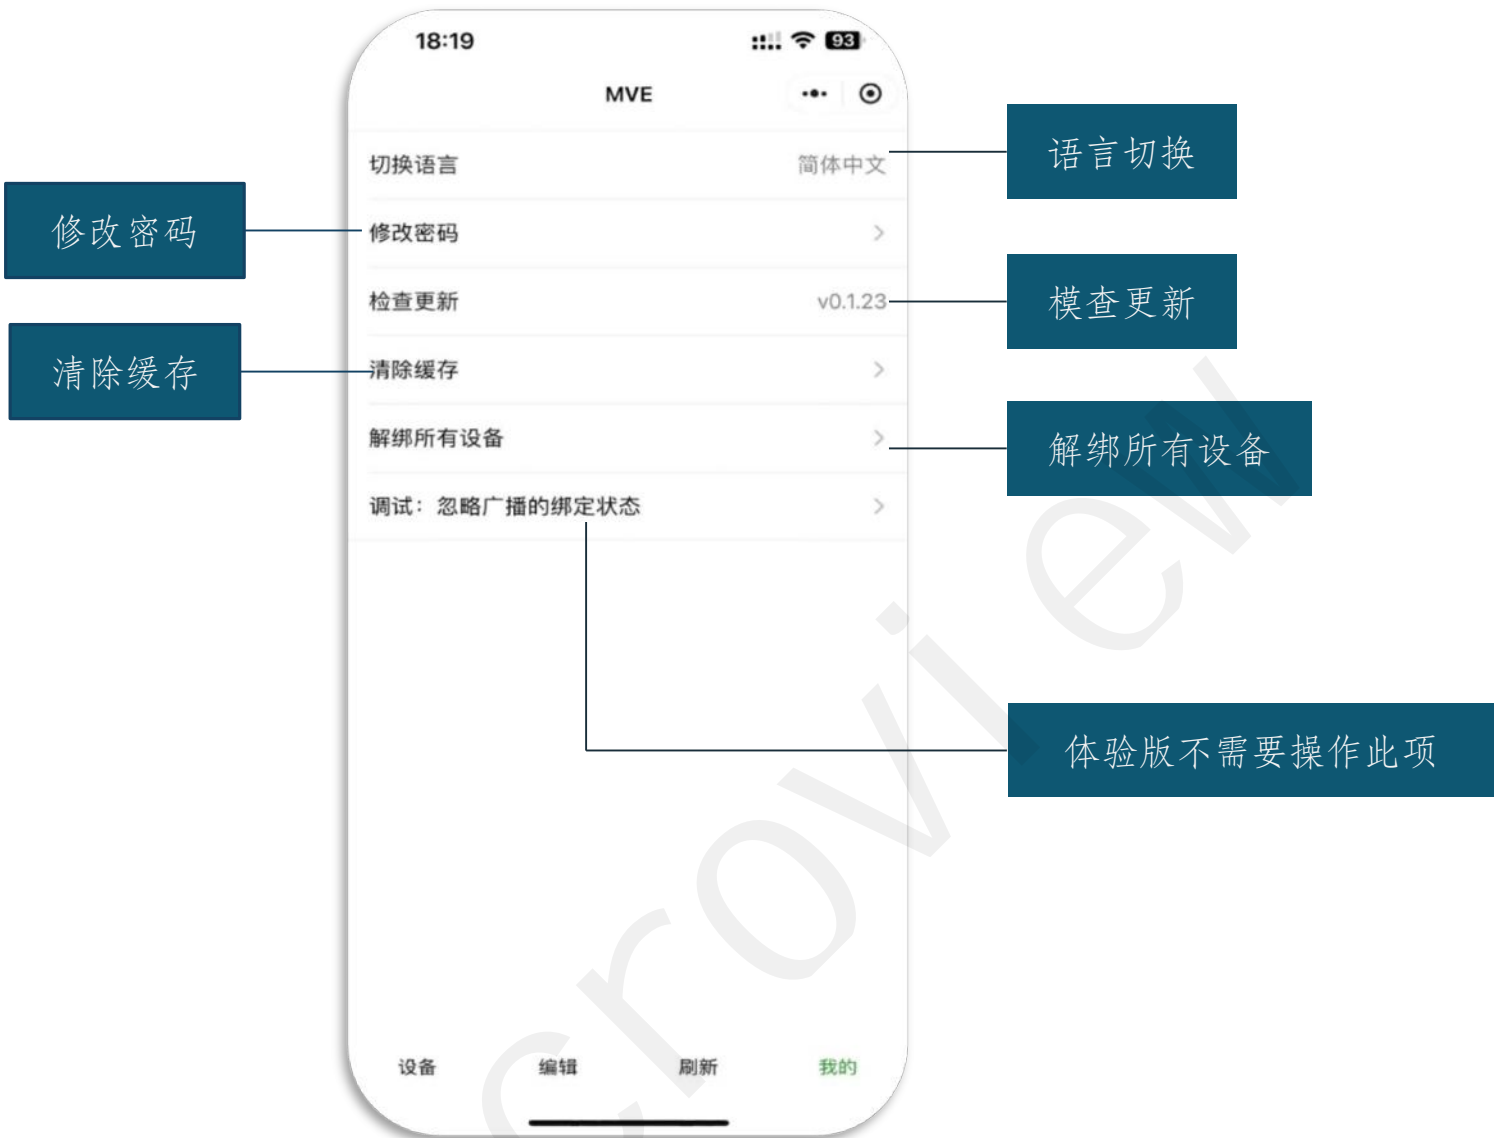 18:19
93
MVE
切换语言
简体中文
语言切换
修改密码
修改密码
检查更新
v0.1.23
模查更新
清除缓存
清除缓存
解绑所有设备
解绑所有设备
调试：忽略广播的绑定状态
体验版不需要操作此项
设备
编辑
刷新
我的
crovi ew